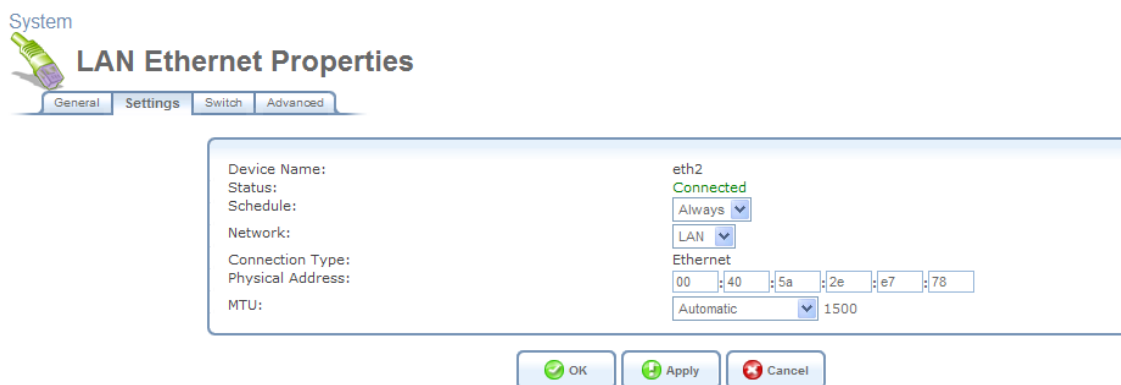 System
LAN Ethernet Properties
General Settings Switch Advanced
Device Name: eth2
Status: Connected
Schedule: Always
Network: LAN
Connection Type: Ethernet
Physical Address: 00 : 40 : 5a : 2e : e7 : 78
MTU: Automatic 1500
OK Apply Cancel